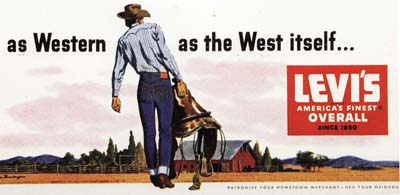 as Western as the West itself...
LEVI'S
AMERICA'S FINEST
OVERALL
SINCE 1850
PATRONIZE YOUR HOMETOWN MERCHANT—HE'S YOUR NEIGHBOR